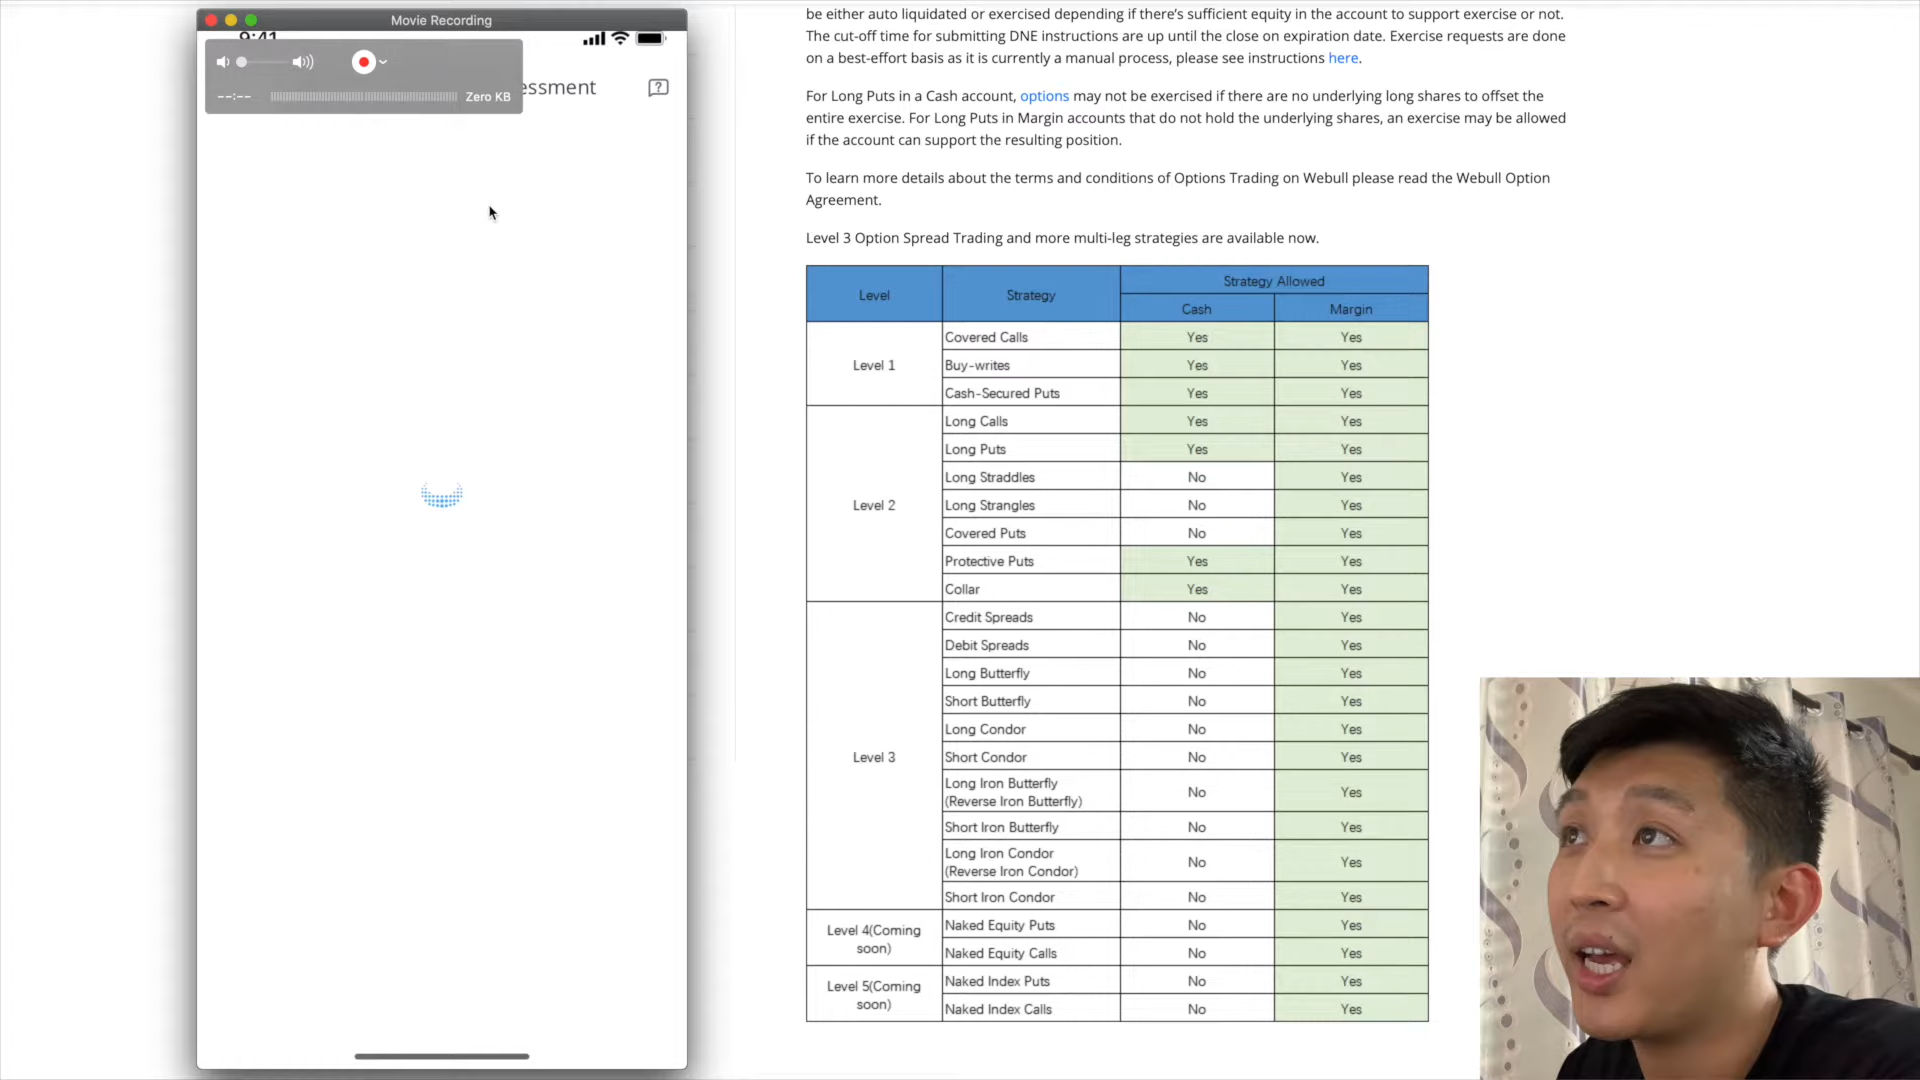 Movie Recording
9:41
--:--
Zero KB
essment
be either auto liquidated or exercised depending if there's sufficient equity in the account to support exercise or not.
The cut-off time for submitting DNE instructions are up until the close on expiration date. Exercise requests are done
on a best-effort basis as it is currently a manual process, please see instructions here.
For Long Puts in a Cash account, options may not be exercised if there are no underlying long shares to offset the
entire exercise. For Long Puts in Margin accounts that do not hold the underlying shares, an exercise may be allowed
if the account can support the resulting position.
To learn more details about the terms and conditions of Options Trading on Webull please read the Webull Option
Agreement.
Level 3 Option Spread Trading and more multi-leg strategies are available now.
Level Strategy Strategy Allowed
Cash Margin
Level 1
Covered Calls Yes Yes
Buy-writes Yes Yes
Cash-Secured Puts Yes Yes
Level 2
Long Calls Yes Yes
Long Puts Yes Yes
Long Straddles No Yes
Long Strangles No Yes
Covered Puts No Yes
Protective Puts Yes Yes
Collar Yes Yes
Level 3
Credit Spreads No Yes
Debit Spreads No Yes
Long Butterfly No Yes
Short Butterfly No Yes
Long Condor No Yes
Short Condor No Yes
Long Iron Butterfly
(Reverse Iron Butterfly) No Yes
Short Iron Butterfly No Yes
Long Iron Condor
(Reverse Iron Condor) No Yes
Short Iron Condor No Yes
Level 4(Coming
soon)
Naked Equity Puts No Yes
Naked Equity Calls No Yes
Level 5(Coming
soon)
Naked Index Puts No Yes
Naked Index Calls No Yes